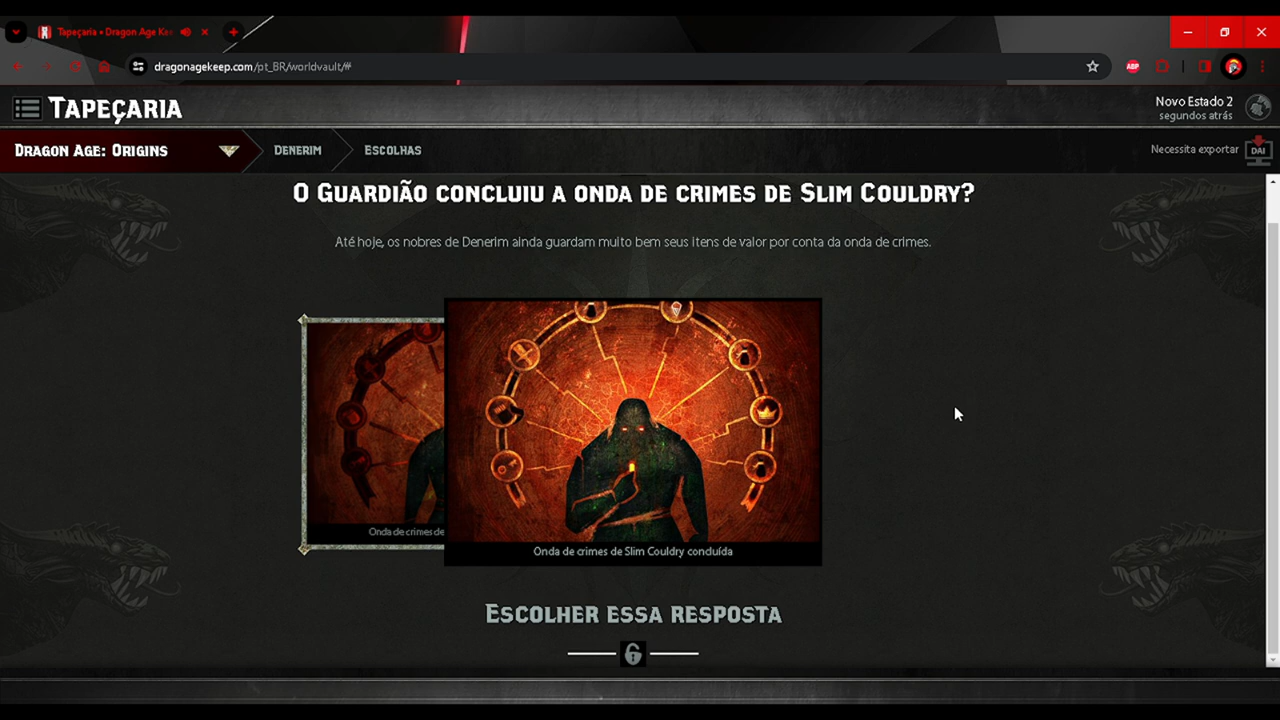 Tapeçaria • Dragon Age Kee
dragonagekeep.com/pt_BR/worldvault/#
ABP
Tapeçaria
Novo Estado 2
segundos atrás
Dragon Age: Origins
Denerim
Escolhas
Necessita exportar
DAI
O Guardião concluiu a onda de crimes de Slim Couldry?
Até hoje, os nobres de Denerim ainda guardam muito bem seus itens de valor por conta da onda de crimes.
Onda de crimes de
Onda de crimes de Slim Couldry concluída
Escolher essa resposta